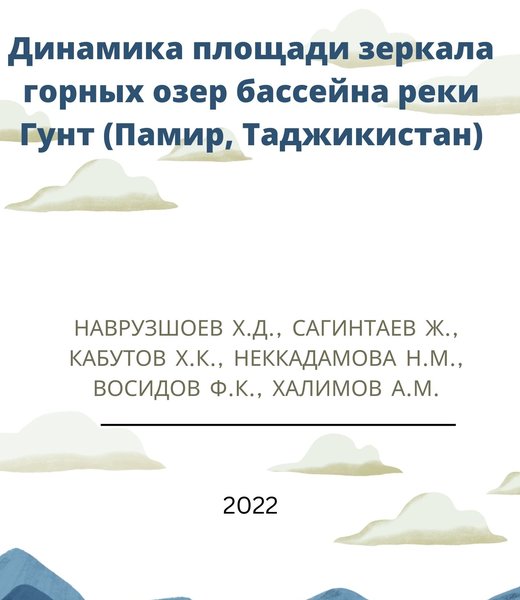 Динамика площади зеркала
горных озер бассейна реки
Гунт (Памир, Таджикистан)
НАВРУЗШОЕВ Х.Д., САГИНТАЕВ Ж.,
КАБУТОВ Х.К., НЕККАДАМОВА Н.М.,
ВОСИДОВ Ф.К., ХАЛИМОВ А.М.
2022